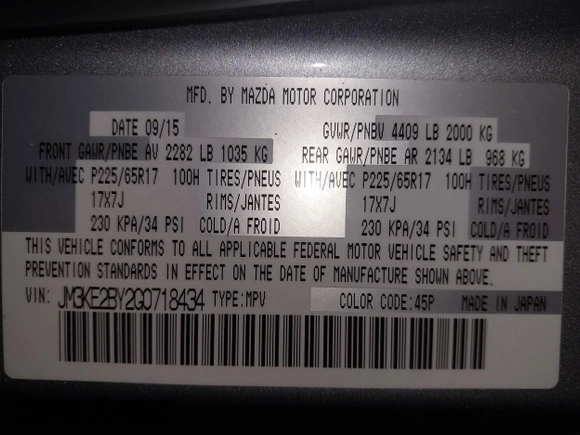 MFD. BY MAZDA MOTOR CORPORATION
DATE 09/15 GVWR/PNBV 4409 LB 2000 KG
FRONT GAWR/PNBE AV 2282 LB 1035 KG REAR GAWR/PNBE AR 2134 LB 968 KG
WITH/AVEC P225/65R17 100H TIRES/PNEUS WITH/AVEC P225/65R17 100H TIRES/PNEUS
17X7J RIMS/JANTES 17X7J RIMS/JANTES
230 KPA/34 PSI COLD/A FROID 230 KPA/34 PSI COLD/A FROID
THIS VEHICLE CONFORMS TO ALL APPLICABLE FEDERAL MOTOR VEHICLE SAFETY AND THEFT
PREVENTION STANDARDS IN EFFECT ON THE DATE OF MANUFACTURE SHOWN ABOVE.
VIN: JM3KE2BY2G0718434 TYPE:MPV COLOR CODE:45P MADE IN JAPAN